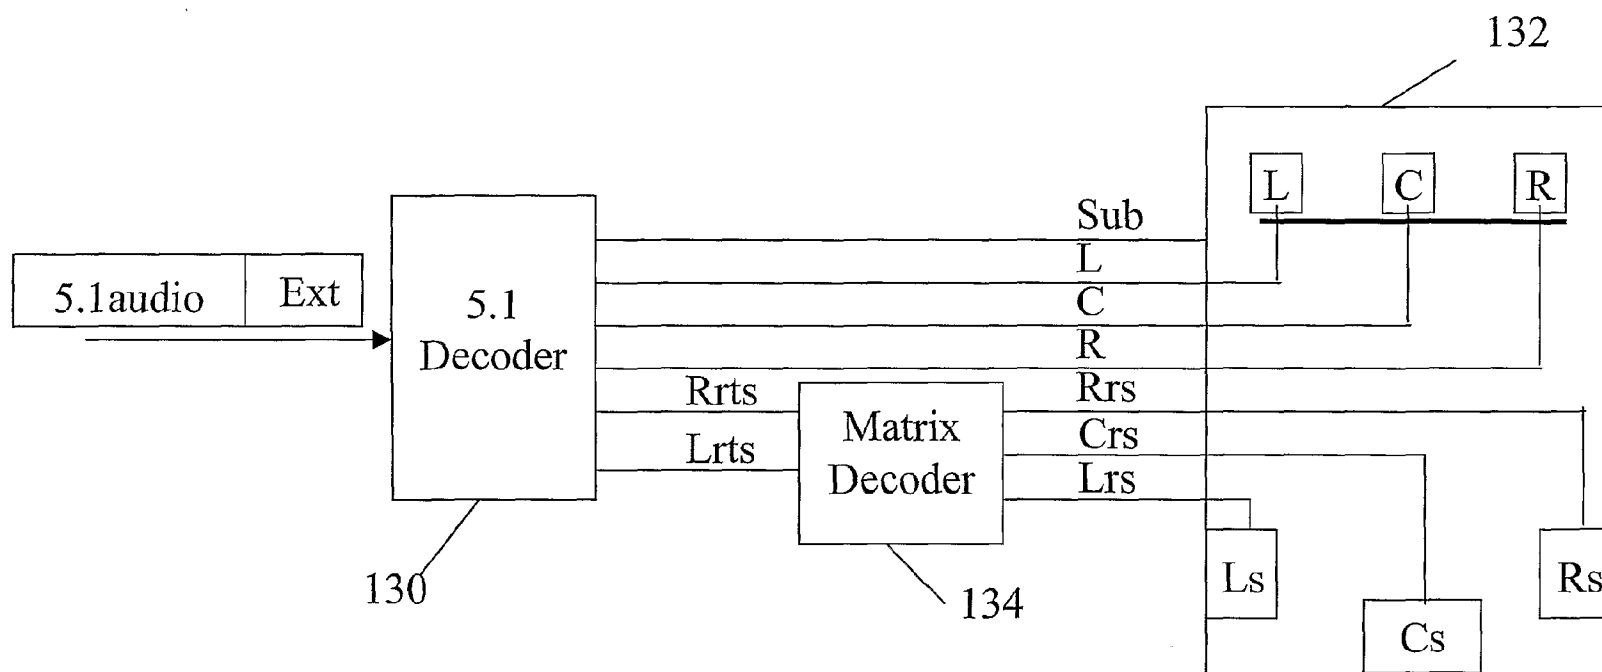 132
L C R
Sub
L
5.1audio Ext
C
5.1
Decoder
R
Rrts
Rrs
Matrix
Decoder
Crs
Lrts
Lrs
130
134
Ls
Rs
Cs